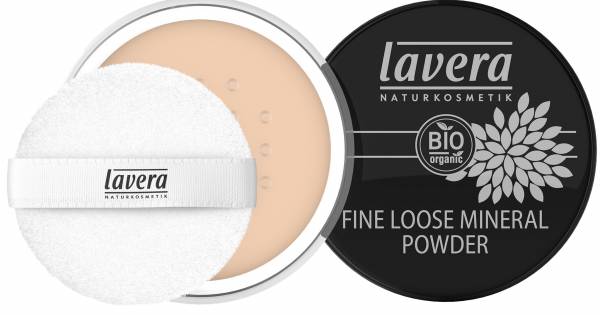 lavera
NATURKOSMETIK
BIO
organic
FINE LOOSE MINERAL
POWDER
lavera
NATURKOSMETIK